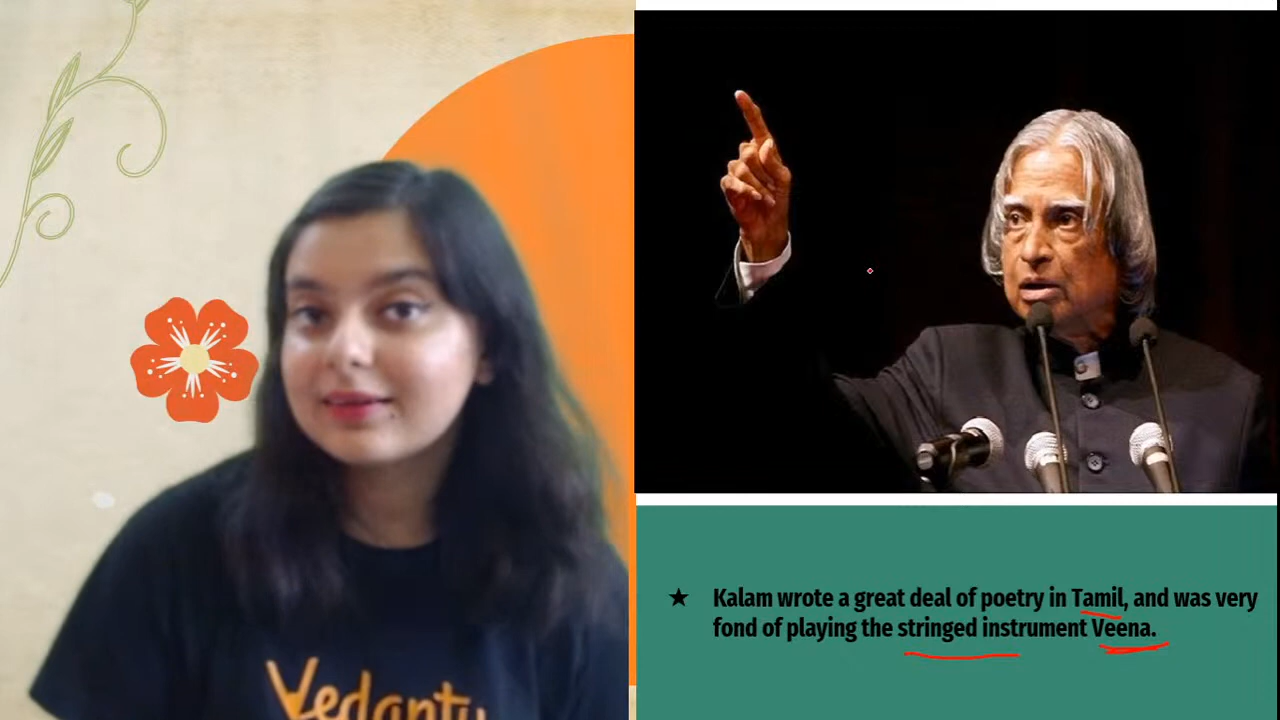 Vedantu
★ Kalam wrote a great deal of poetry in Tamil, and was very
fond of playing the stringed instrument Veena.